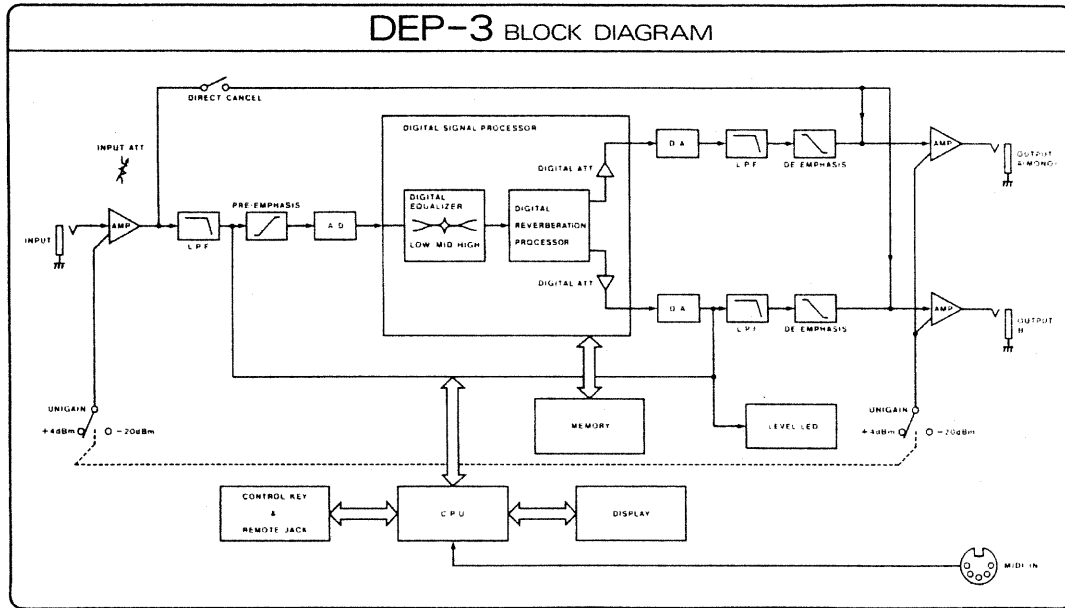 DEP-3 BLOCK DIAGRAM
DIRECT CANCEL
DIGITAL SIGNAL PROCESSOR
INPUT ATT
DIGITAL ATT
D A
L.P.F
DE EMPHASIS
AMP
OUTPUT
A(MONO)
INPUT
AMP
L.P.F
PRE-EMPHASIS
A D
DIGITAL
EQUALIZER
LOW MID HIGH
DIGITAL
REVERBERATION
PROCESSOR
DIGITAL ATT
D A
L.P.F
DE EMPHASIS
AMP
OUTPUT
B
UNIGAIN
+4dBm
-20dBm
MEMORY
LEVEL LED
UNIGAIN
+4dBm
-20dBm
CONTROL KEY
&
REMOTE JACK
C.P.U
DISPLAY
MIDI IN